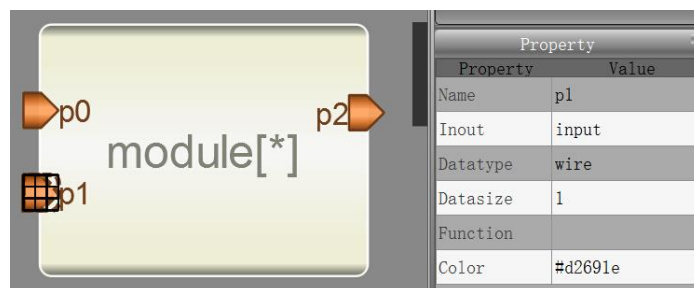 p0
p2
module[*]
p1
Property
Property Value
Name p1
Inout input
Datatype wire
Datasize 1
Function
Color #d2691e